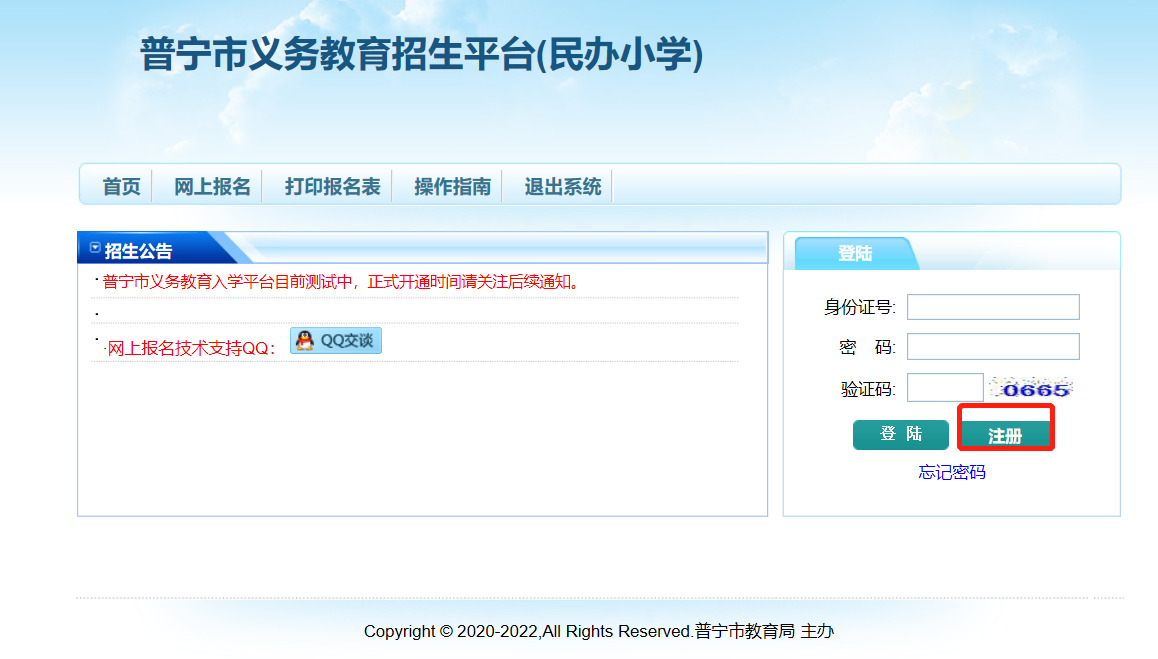 普宁市义务教育招生平台(民办小学)
首页 网上报名 打印报名表 操作指南 退出系统
招生公告
·普宁市义务教育入学平台目前测试中，正式开通时间请关注后续通知。
·
· ·网上报名技术支持QQ： QQ交谈
登陆
身份证号:
密 码:
验证码: 0665
登 陆 注册
忘记密码
Copyright © 2020-2022,All Rights Reserved.普宁市教育局 主办